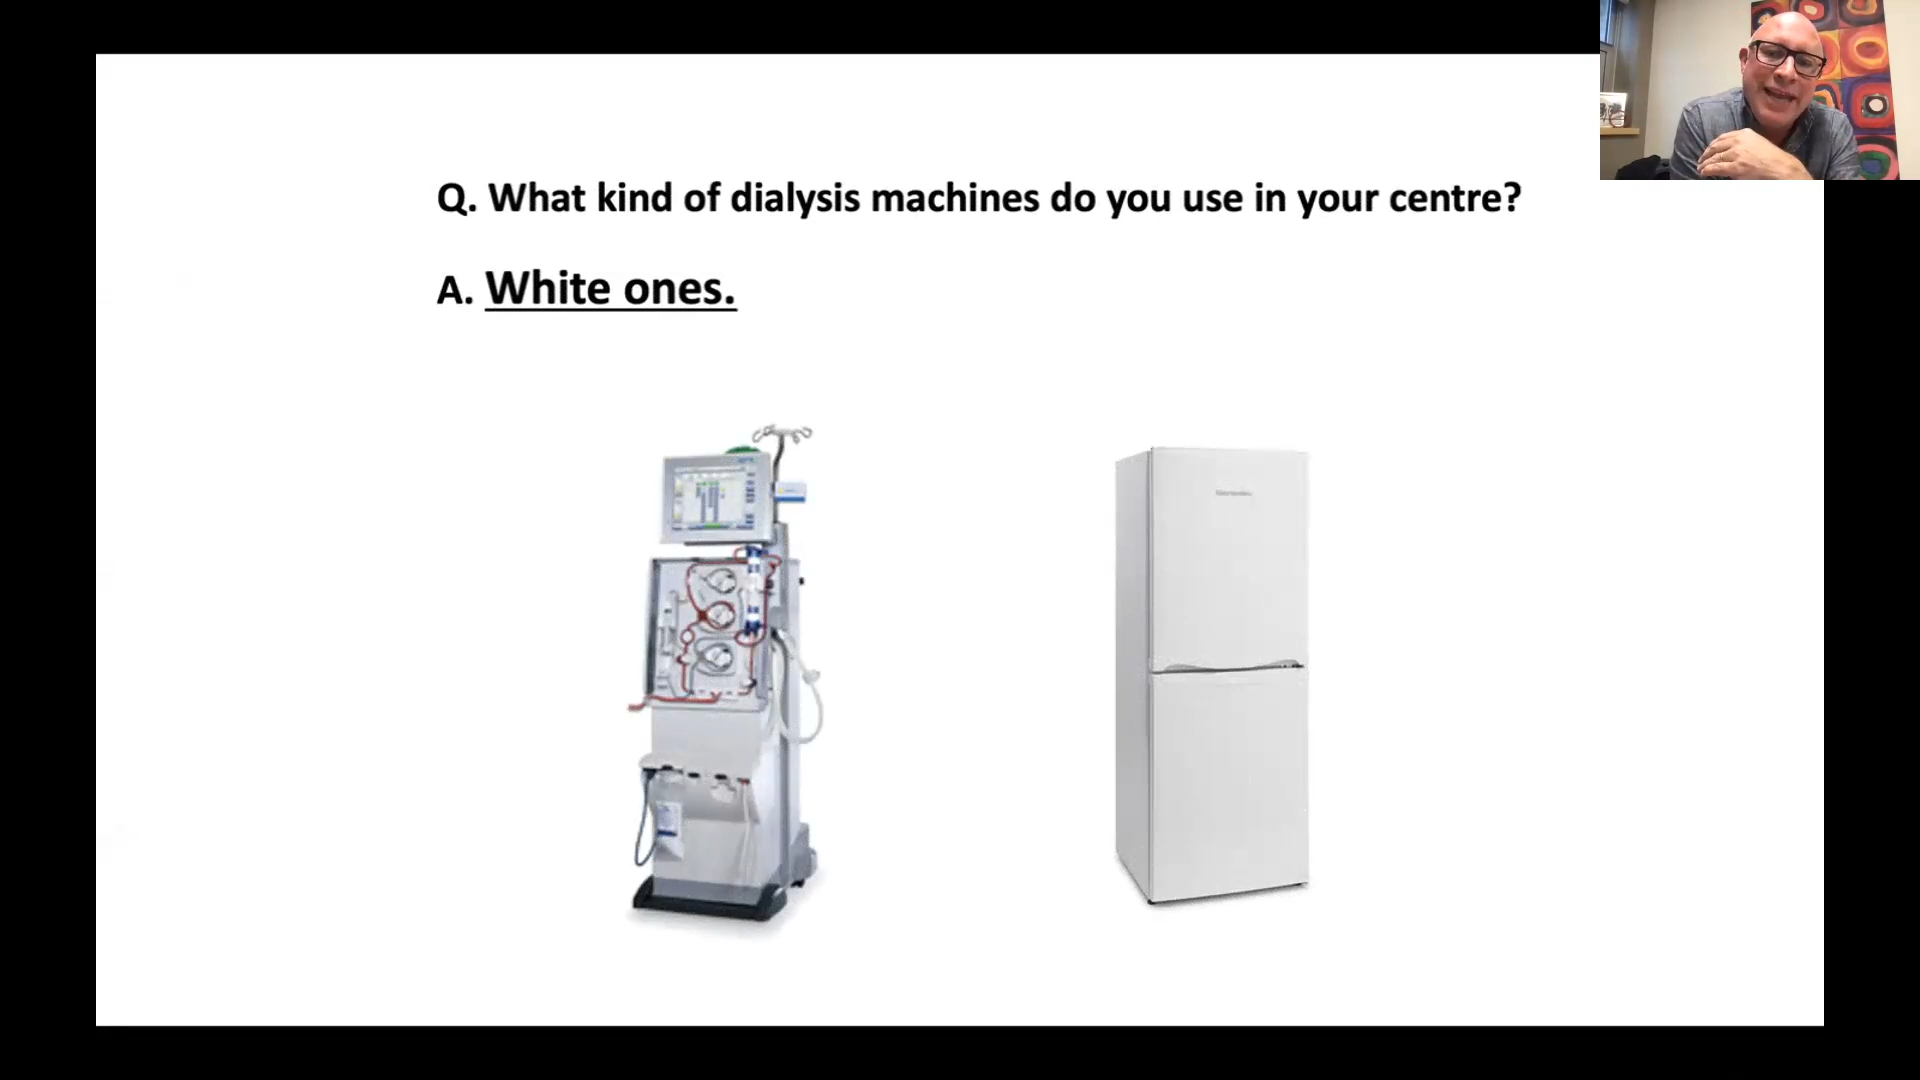 Q. What kind of dialysis machines do you use in your centre?
A. White ones.